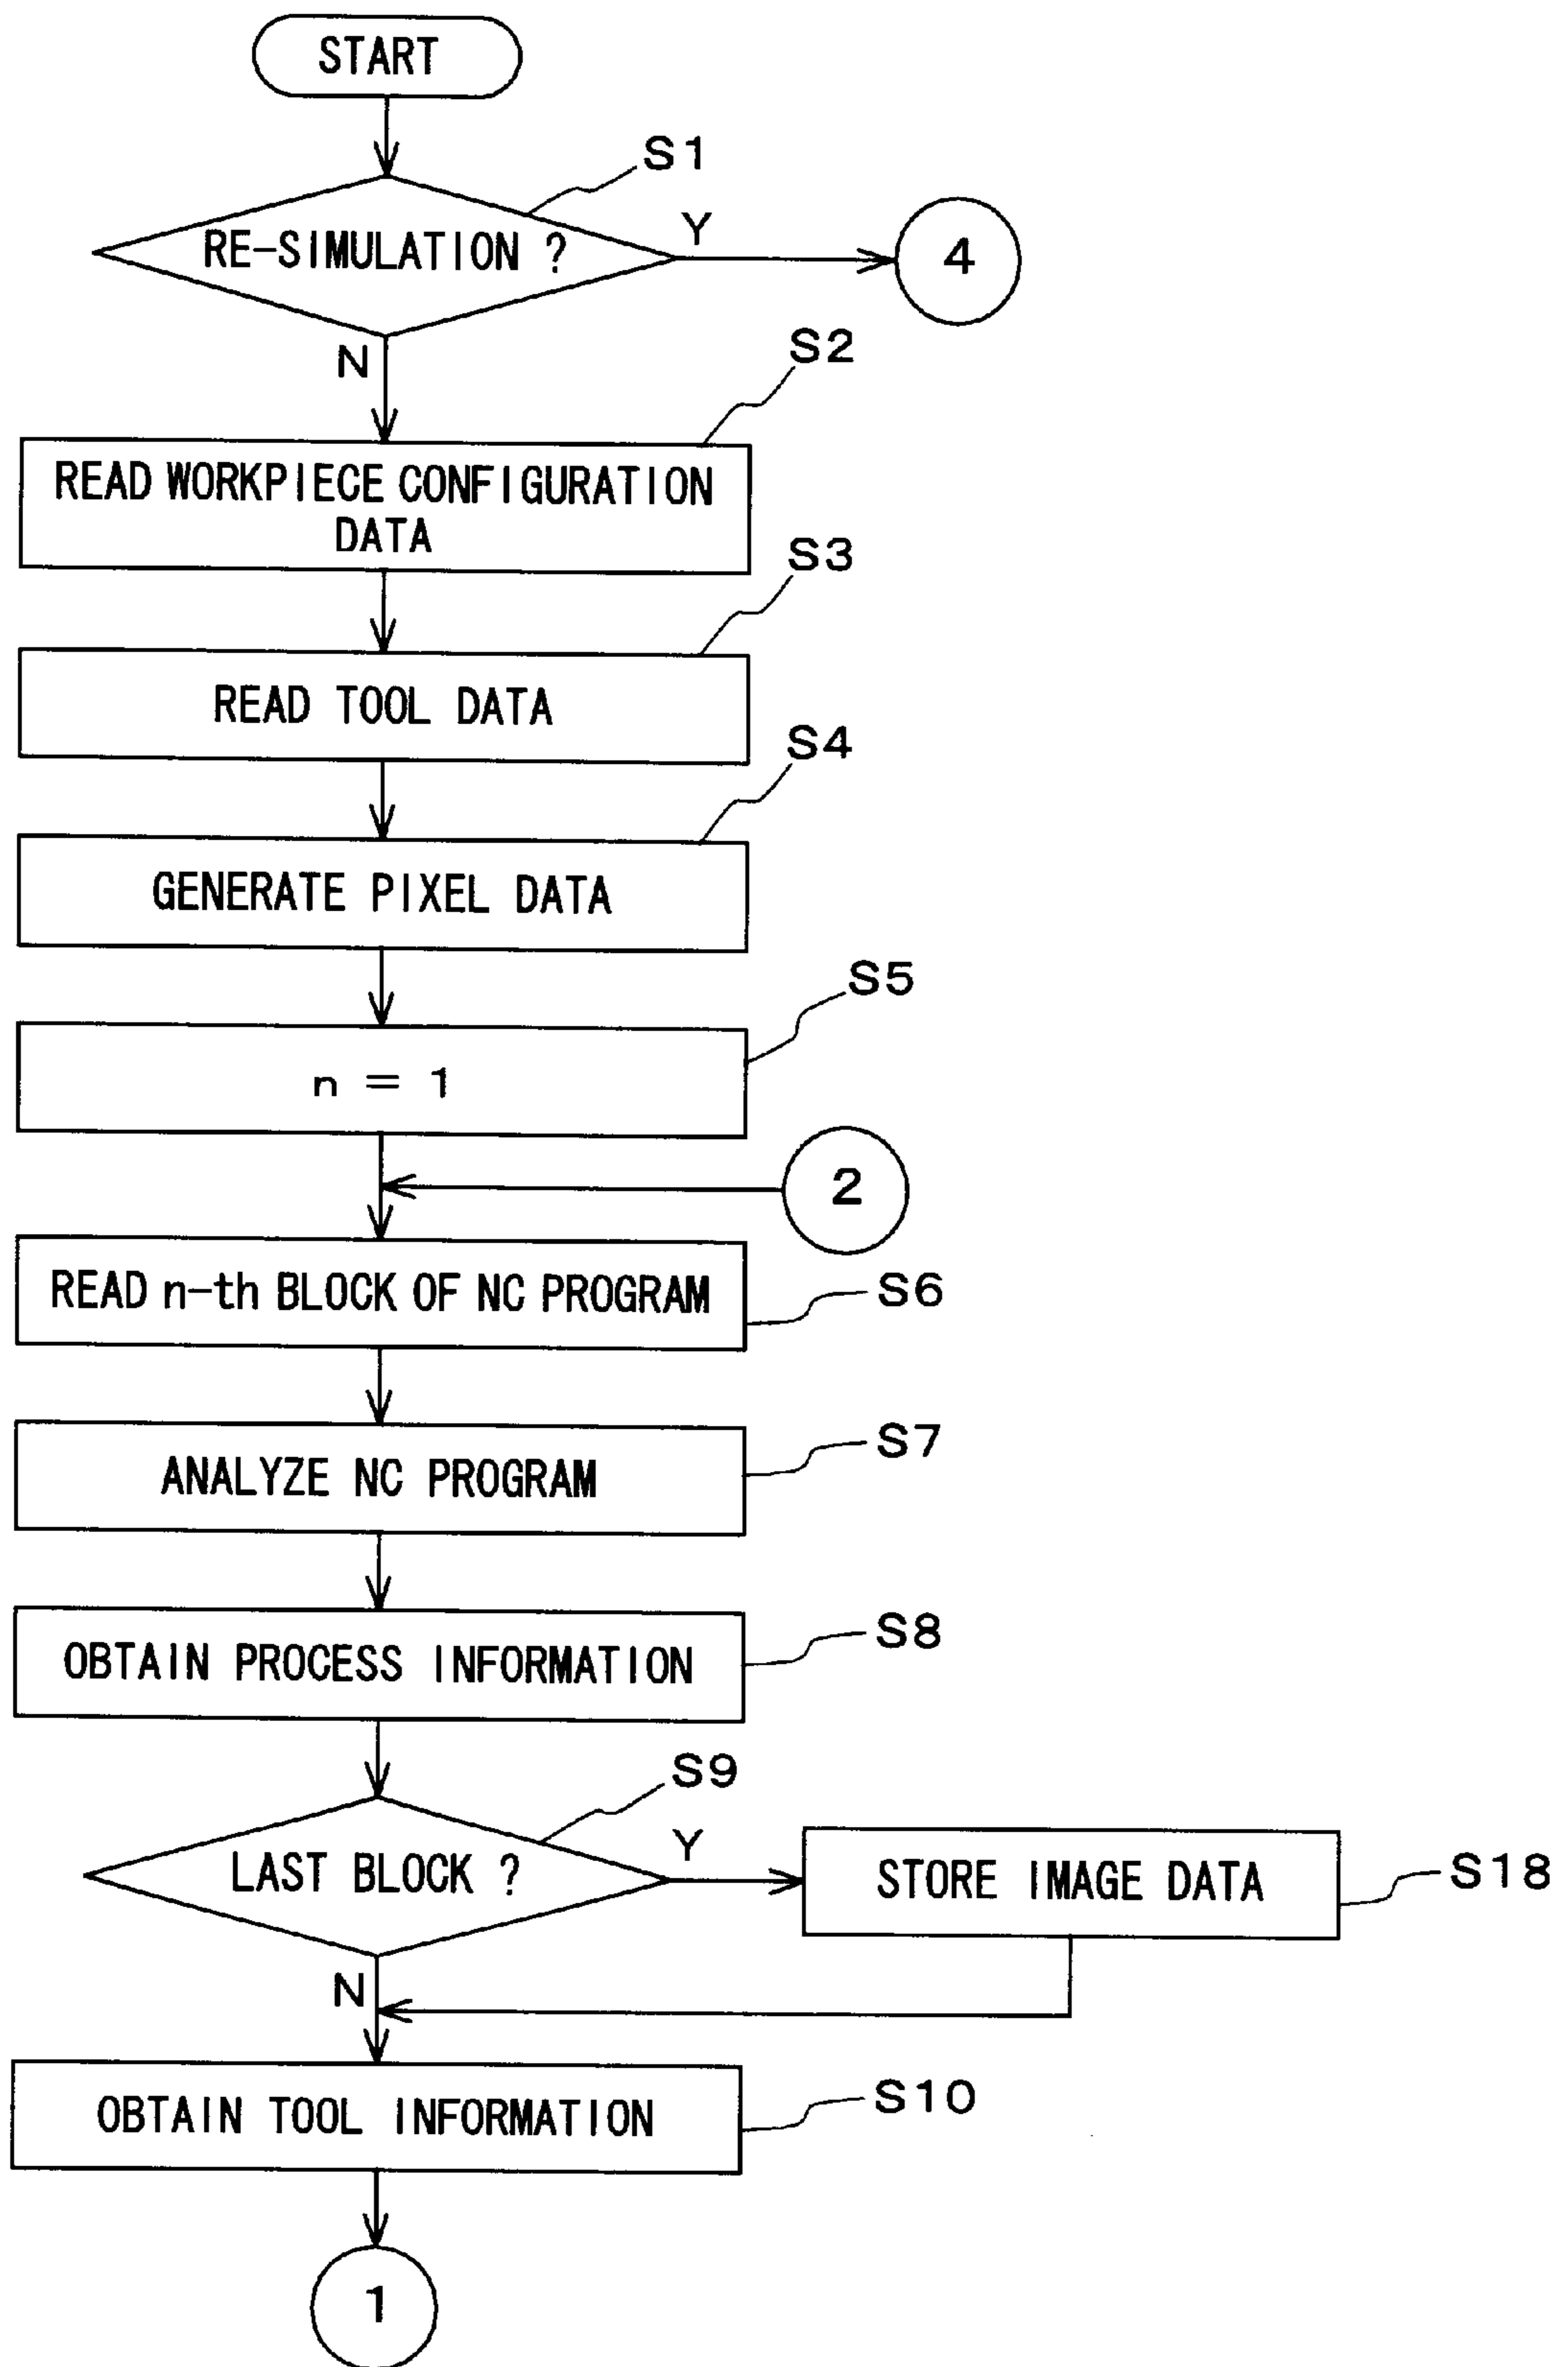 START
S1
RE-SIMULATION ?
Y
4
N
S2
READ WORKPIECE CONFIGURATION
DATA
S3
READ TOOL DATA
S4
GENERATE PIXEL DATA
S5
n = 1
2
READ n-th BLOCK OF NC PROGRAM
S6
ANALYZE NC PROGRAM
S7
OBTAIN PROCESS INFORMATION
S8
S9
LAST BLOCK ?
Y
STORE IMAGE DATA
S18
N
OBTAIN TOOL INFORMATION
S10
1